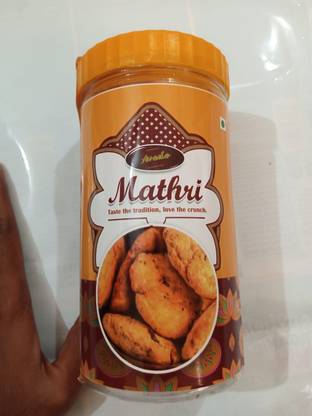 Mathri
Taste the tradition, love the crunch.